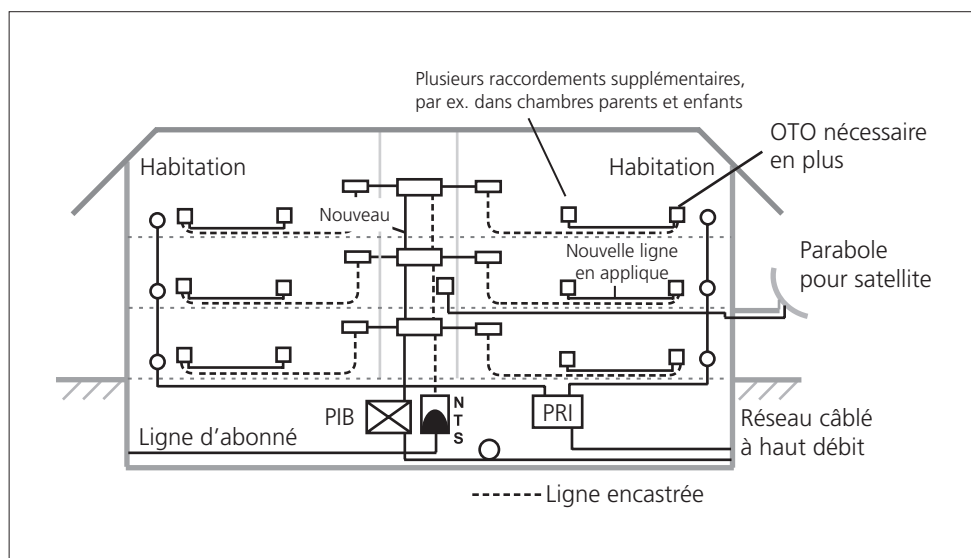 Plusieurs raccordements supplémentaires,
par ex. dans chambres parents et enfants
OTO nécessaire
en plus
Habitation
Habitation
Nouveau
Nouvelle ligne
en applique
Parabole
pour satellite
PIB
N
T
S
PRI
Réseau câblé
à haut débit
Ligne d’abonné
Ligne encastrée